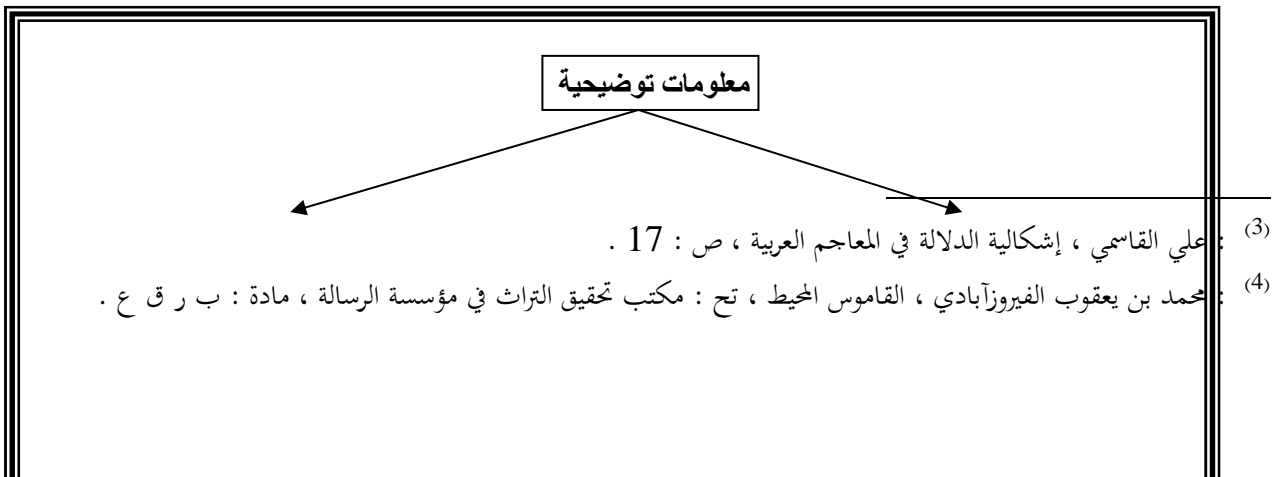 معلومات توضيحية
(3) : علي القاسمي ، إشكالية الدلالة في المعاجم العربية ، ص : 17 .
(4) : محمد بن يعقوب الفيروزآبادي ، القاموس المحيط ، تح : مكتب تحقيق التراث في مؤسسة الرسالة ، مادة : ب ر ق ع .